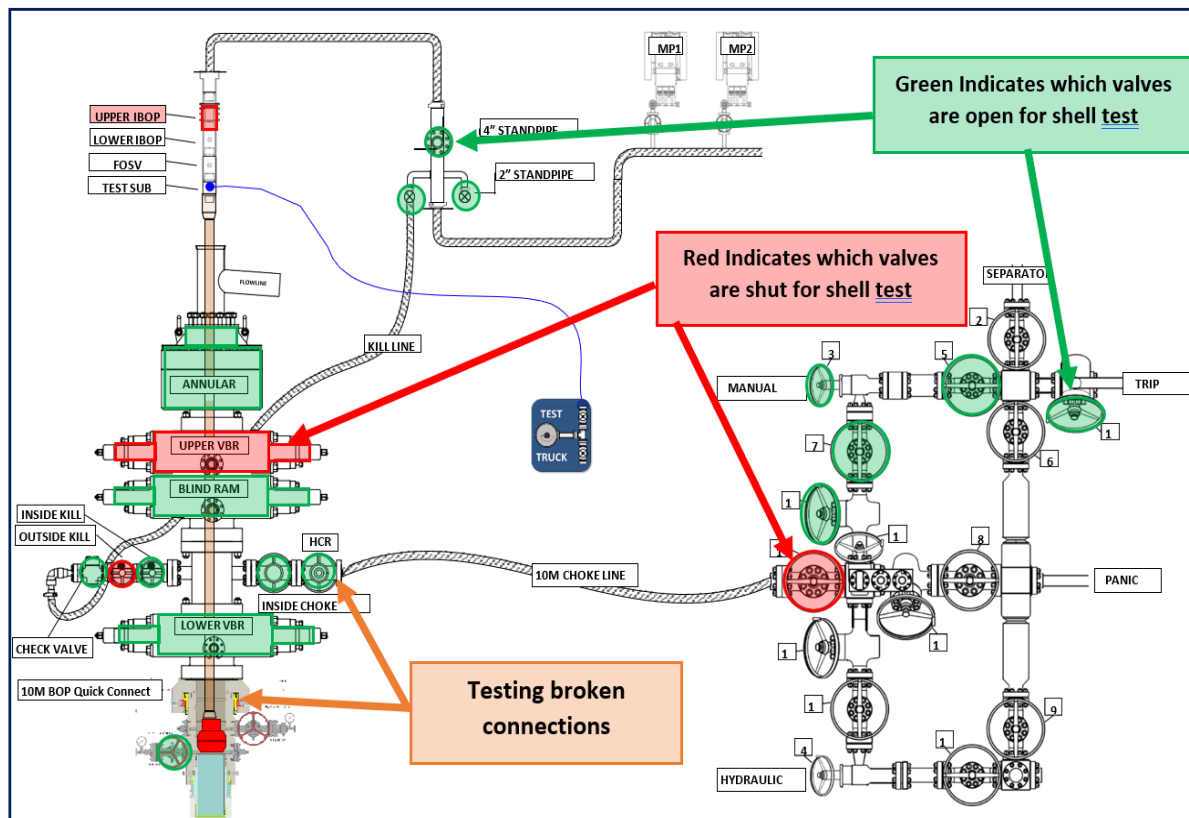 MP1
MP2
Green Indicates which valves
are open for shell test
UPPER IBOP
LOWER IBOP
FOSV
TEST SUB
4” STANDPIPE
2” STANDPIPE
Red Indicates which valves
are shut for shell test
FLOWLINE
SEPARATOR
2
3
5
MANUAL
TRIP
1
ANNULAR
KILL LINE
TEST
TRUCK
UPPER VBR
7
6
BLIND RAM
INSIDE KILL
OUTSIDE KILL
HCR
1
1
8
10M CHOKE LINE
PANIC
INSIDE CHOKE
LOWER VBR
1
1
CHECK VALVE
10M BOP Quick Connect
Testing broken
connections
1
9
4
1
HYDRAULIC